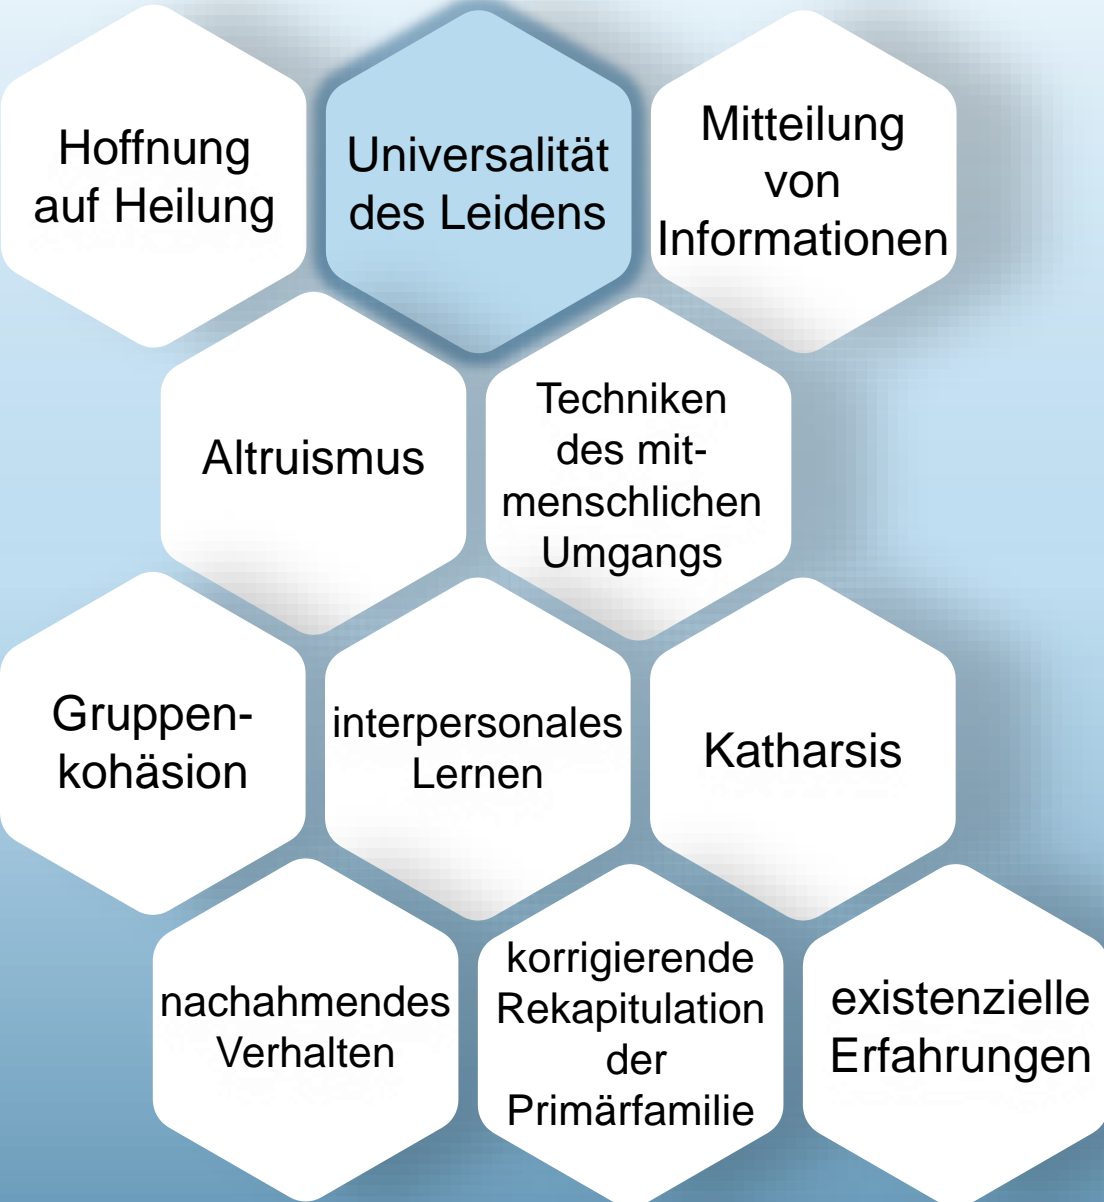 Hoffnung
auf Heilung
Universalität
des Leidens
Mitteilung
von
Informationen
Altruismus
Techniken
des mit-
menschlichen
Umgangs
Gruppen-
kohäsion
interpersonales
Lernen
Katharsis
nachahmendes
Verhalten
korrigierende
Rekapitulation
der
Primärfamilie
existenzielle
Erfahrungen